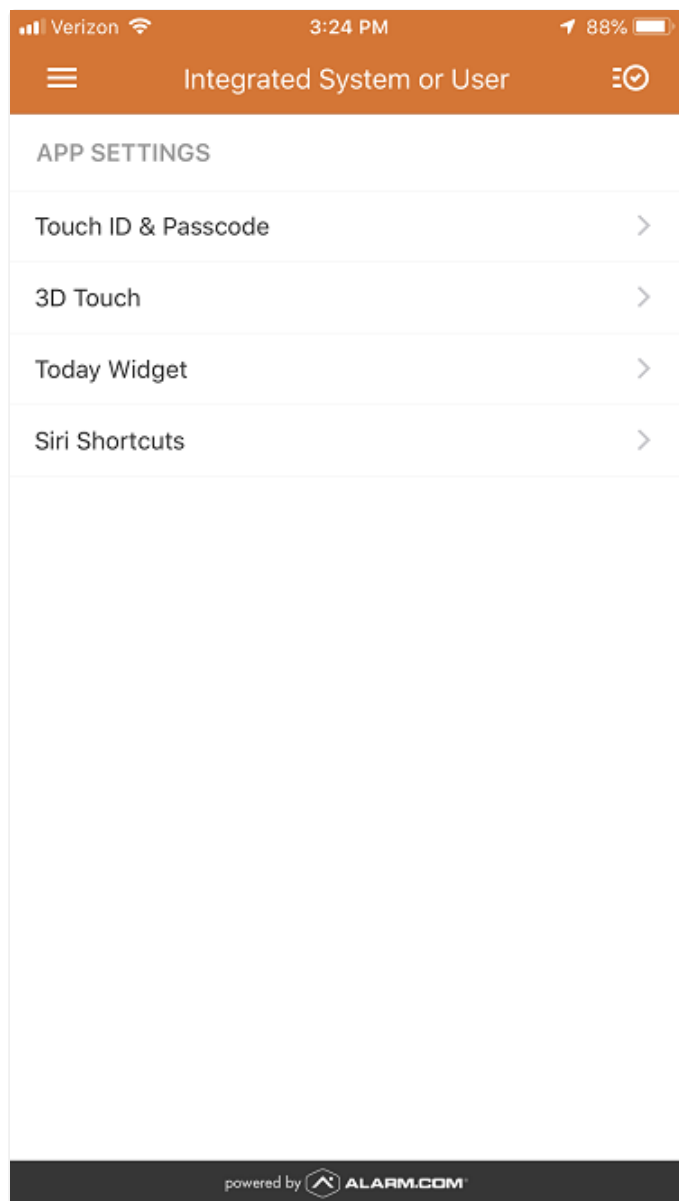 Verizon 3:24 PM 88%
Integrated System or User
APP SETTINGS
Touch ID & Passcode
3D Touch
Today Widget
Siri Shortcuts
powered by ALARM.COM